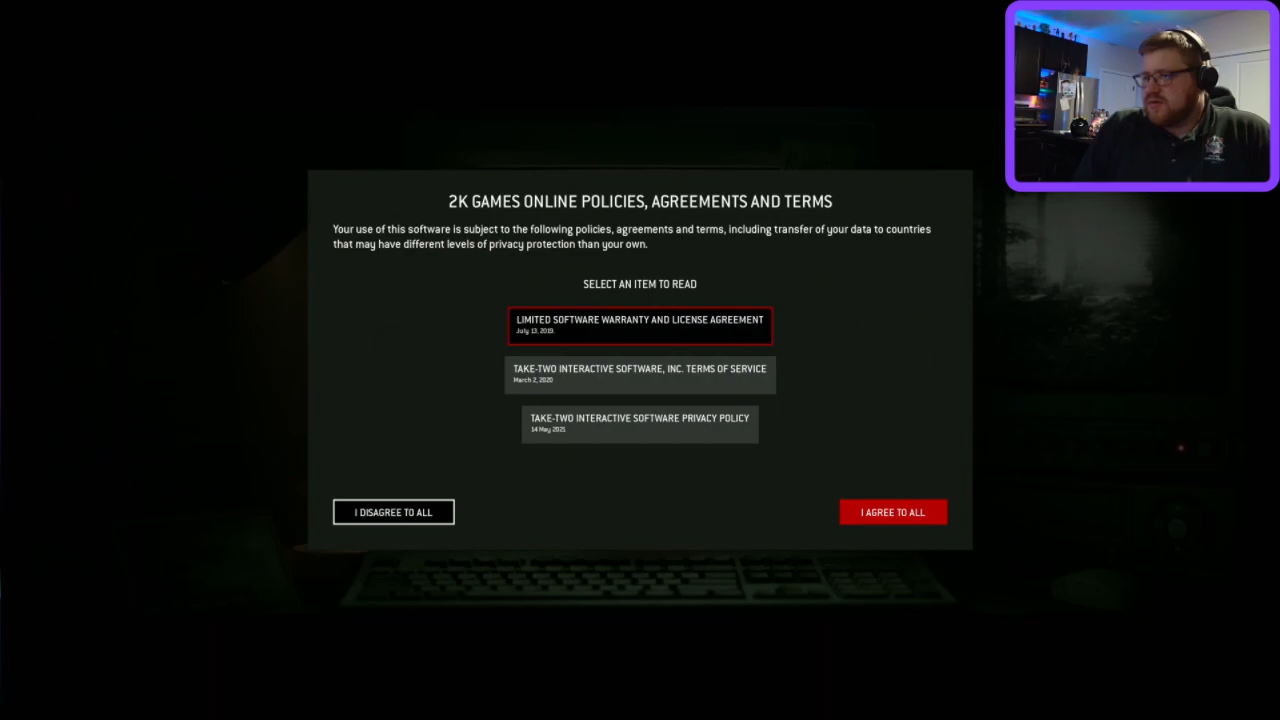 2K GAMES ONLINE POLICIES, AGREEMENTS AND TERMS
Your use of this software is subject to the following policies, agreements and terms, including transfer of your data to countries
that may have different levels of privacy protection than your own.
SELECT AN ITEM TO READ
LIMITED SOFTWARE WARRANTY AND LICENSE AGREEMENT
July 13, 2019.
TAKE-TWO INTERACTIVE SOFTWARE, INC. TERMS OF SERVICE
March 2, 2020
TAKE-TWO INTERACTIVE SOFTWARE PRIVACY POLICY
14 May 2021
I DISAGREE TO ALL
I AGREE TO ALL